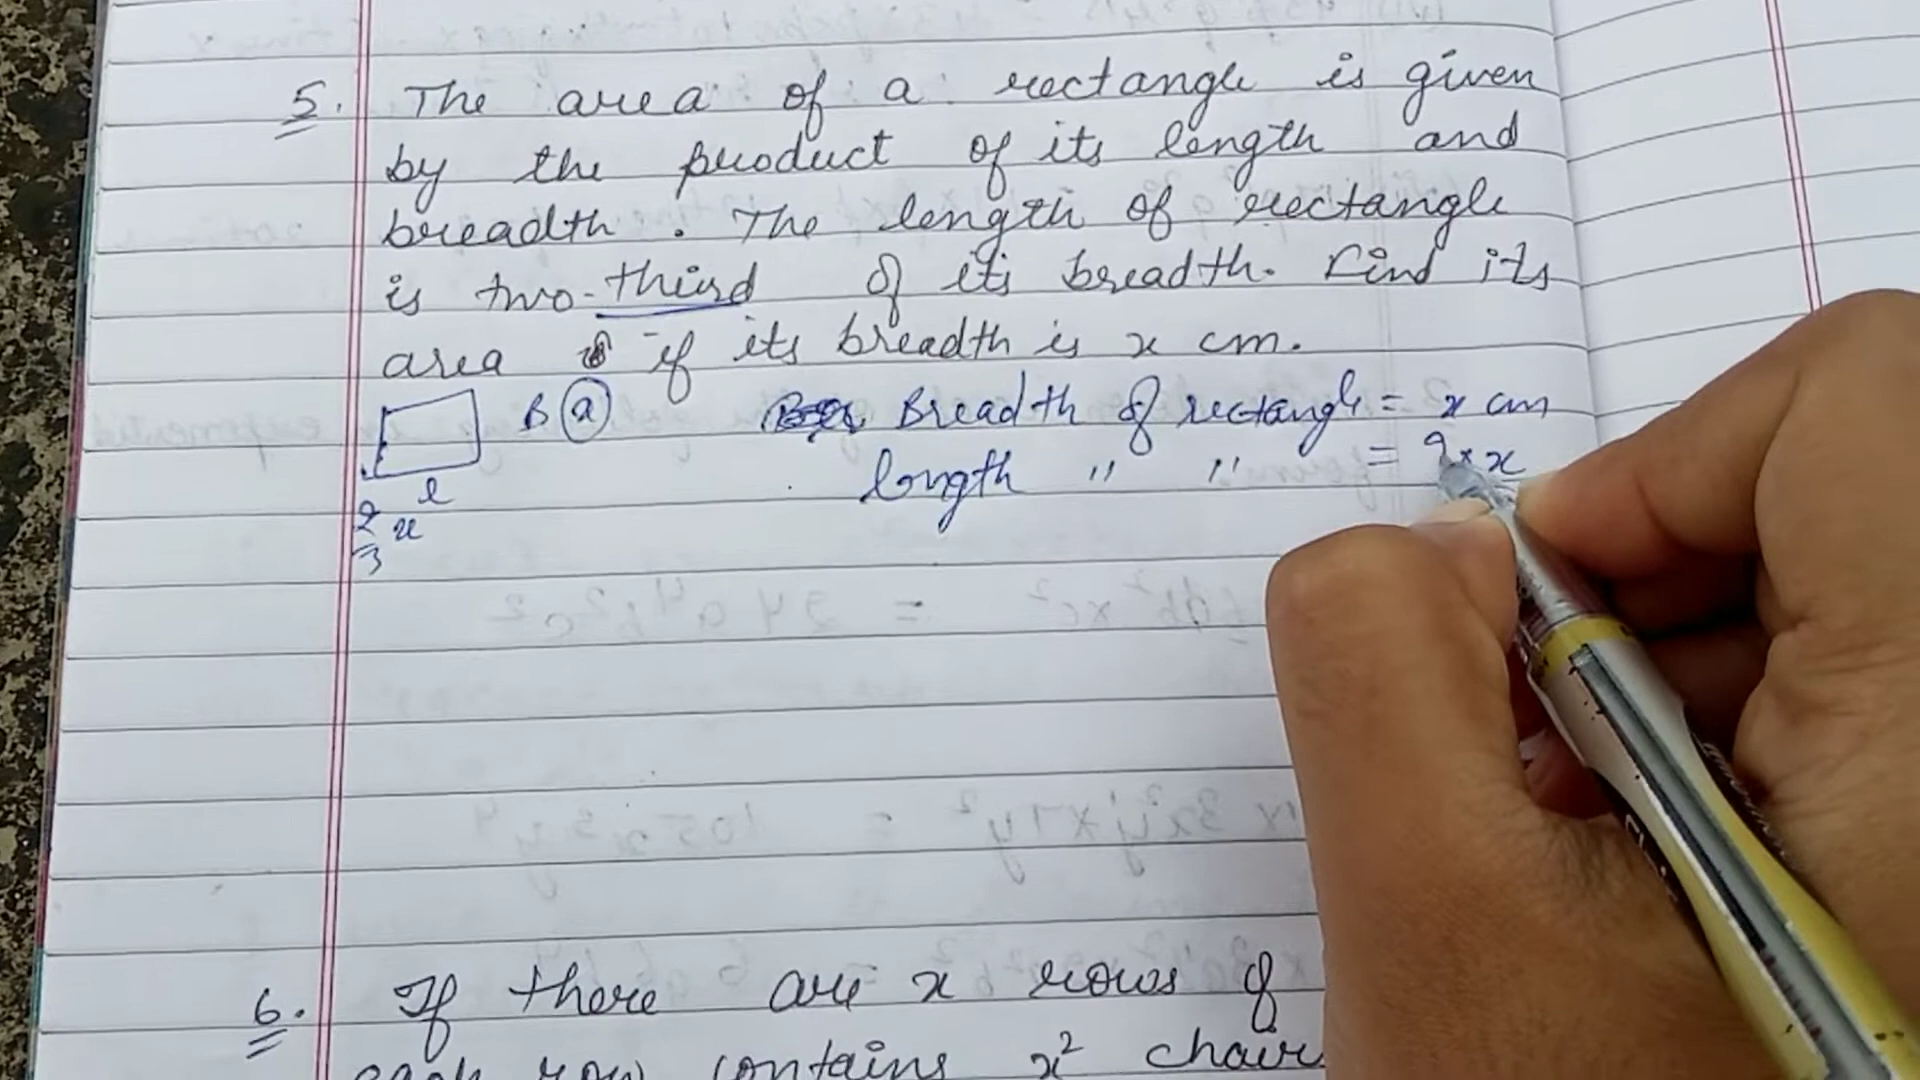 5. The area of a rectangle is given
by the product of its length and
breadth. The length of rectangle
is two-third of its breadth. Find its
area if its breadth is x cm.
B x
Breadth of rectangle = x cm
length " " = 2 x x
l
2/3 x
6. If there are x rows of
each row contains x² chair